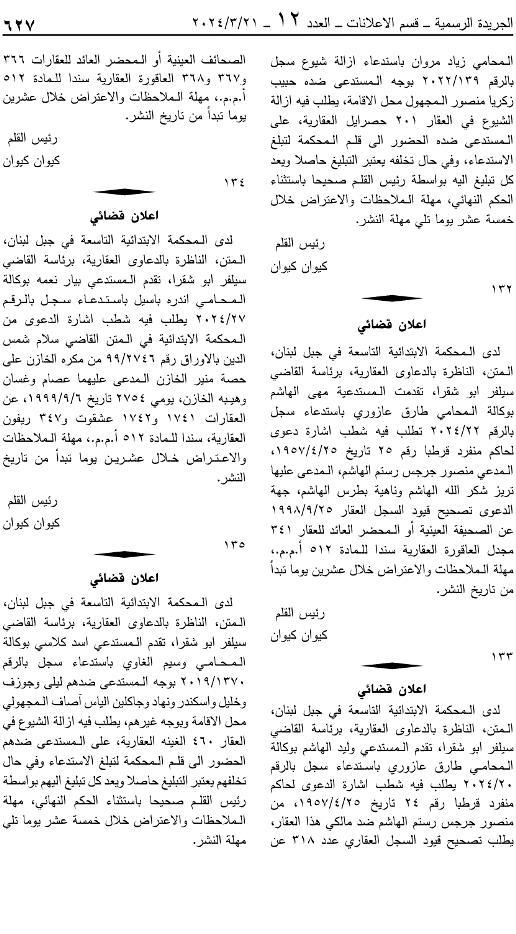 الجريدة الرسمية ــ قسم الاعلانات ــ العدد ١٢ ــ ٢٠٢٤/٣/٢١
٦٢٧
المحامي زياد مروان باستدعاء ازالة شيوع سجل
بالرقم ٢٠٢٢/١٣٩ بوجه المستدعى ضده حبيب
زكريا منصور المجهول محل الاقامة، يطلب فيه ازالة
الشيوع في العقار ٢٠١ حصرايل العقارية، على
المستدعى ضده الحضور الى قلم المحكمة لتبلغ
الاستدعاء، وفي حال تخلفه يعتبر التبليغ حاصلا ويعد
كل تبليغ اليه بواسطة رئيس القلم صحيحا باستثناء
الحكم النهائي، مهلة الملاحظات والاعتراض خلال
خمسة عشر يوما تلي مهلة النشر.
رئيس القلم
كيوان كيوان
١٣٢
اعلان قضائي
لدى المحكمة الابتدائية التاسعة في جبل لبنان،
المتن، الناظرة بالدعاوى العقارية، برئاسة القاضي
سيلفر ابو شقرا، تقدمت المستدعية مهى الهاشم
بوكالة المحامي طارق عازوري باستدعاء سجل
بالرقم ٢٠٢٤/٢٢ تطلب فيه شطب اشارة دعوى
لحاكم منفرد قرطبا رقم ٢٥ تاريخ ١٩٥٧/٤/٢٥،
المدعي منصور جرجس رستم الهاشم، المدعى عليها
تريز شكر الله الهاشم وناهية بطرس الهاشم، جهة
الدعوى تصحيح قيود السجل العقار ١٩٩٨/٩/٢٥
عن الصحيفة العينية أو المحضر العائد للعقار ٣٤١
مجدل العاقورة العقارية سندا للمادة ٥١٢ أ.م.م.،
مهلة الملاحظات والاعتراض خلال عشرين يوما تبدأ
من تاريخ النشر.
رئيس القلم
كيوان كيوان
١٣٣
اعلان قضائي
لدى المحكمة الابتدائية التاسعة في جبل لبنان،
المتن، الناظرة بالدعاوى العقارية، برئاسة القاضي
سيلفر ابو شقرا، تقدم المستدعي وليد الهاشم بوكالة
المحامي طارق عازوري باستدعاء سجل بالرقم
٢٠٢٤/٢٠ يطلب فيه شطب اشارة الدعوى لحاكم
منفرد قرطبا رقم ٢٤ تاريخ ١٩٥٧/٤/٢٥، من
منصور جرجس رستم الهاشم ضد مالكي هذا العقار،
يطلب تصحيح قيود السجل العقاري عدد ٣١٨ عن
الصحائف العينية أو المحضر العائد للعقارات ٣٦٦
و٣٦٧ و٣٦٨ العاقورة العقارية سندا للمادة ٥١٢
أ.م.م.، مهلة الملاحظات والاعتراض خلال عشرين
يوما تبدأ من تاريخ النشر.
رئيس القلم
كيوان كيوان
١٣٤
اعلان قضائي
لدى المحكمة الابتدائية التاسعة في جبل لبنان،
المتن، الناظرة بالدعاوى العقارية، برئاسة القاضي
سيلفر ابو شقرا، تقدم المستدعي بيار نعمه بوكالة
المحامي اندره باسيل باستدعاء سجل بالرقم
٢٠٢٤/٢٧ يطلب فيه شطب اشارة الدعوى من
المحكمة الابتدائية في المتن القاضي سلام شمس
الدين بالاوراق رقم ٩٩/٢٧٤٦ من مكره الخازن على
حصة منير الخازن المدعى عليهما عصام وغسان
وهيبه الخازن، يومي ٢٧٥٤ تاريخ ١٩٩٩/٩/٦، عن
العقارات ١٧٤١ و١٧٤٢ عشقوت و٣٤٧ ريفون
العقارية، سندا للمادة ٥١٢ أ.م.م.، مهلة الملاحظات
والاعتراض خلال عشرين يوما تبدأ من تاريخ
النشر.
رئيس القلم
كيوان كيوان
١٣٥
اعلان قضائي
لدى المحكمة الابتدائية التاسعة في جبل لبنان،
المتن، الناظرة بالدعاوى العقارية، برئاسة القاضي
سيلفر ابو شقرا، تقدم المستدعي اسد كلاسي بوكالة
المحامي وسيم الغاوي باستدعاء سجل بالرقم
٢٠١٩/١٣٧٠ بوجه المستدعى ضدهم ليلى وجوزف
وخليل واسكندر ونهاد وجاكلين الياس آصاف المجهولي
محل الاقامة وبوجه غيرهم، يطلب فيه ازالة الشيوع في
العقار ٤٦٠ الغينه العقارية، على المستدعى ضدهم
الحضور الى قلم المحكمة لتبلغ الاستدعاء وفي حال
تخلفهم يعتبر التبليغ حاصلا ويعد كل تبليغ اليهم بواسطة
رئيس القلم صحيحا باستثناء الحكم النهائي، مهلة
الملاحظات والاعتراض خلال خمسة عشر يوما تلي
مهلة النشر.